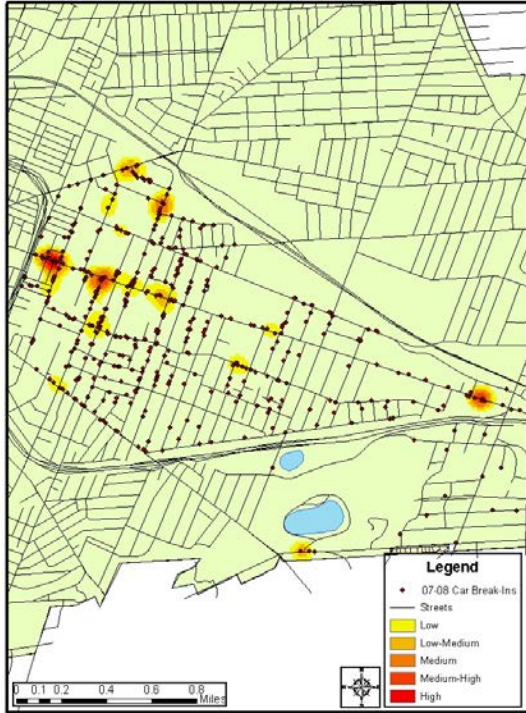 Legend
07-08 Car Break-Ins
Streets
Low
Low-Medium
Medium
Medium-High
High
0 0.1 0.2 0.4 0.6 0.8
Miles